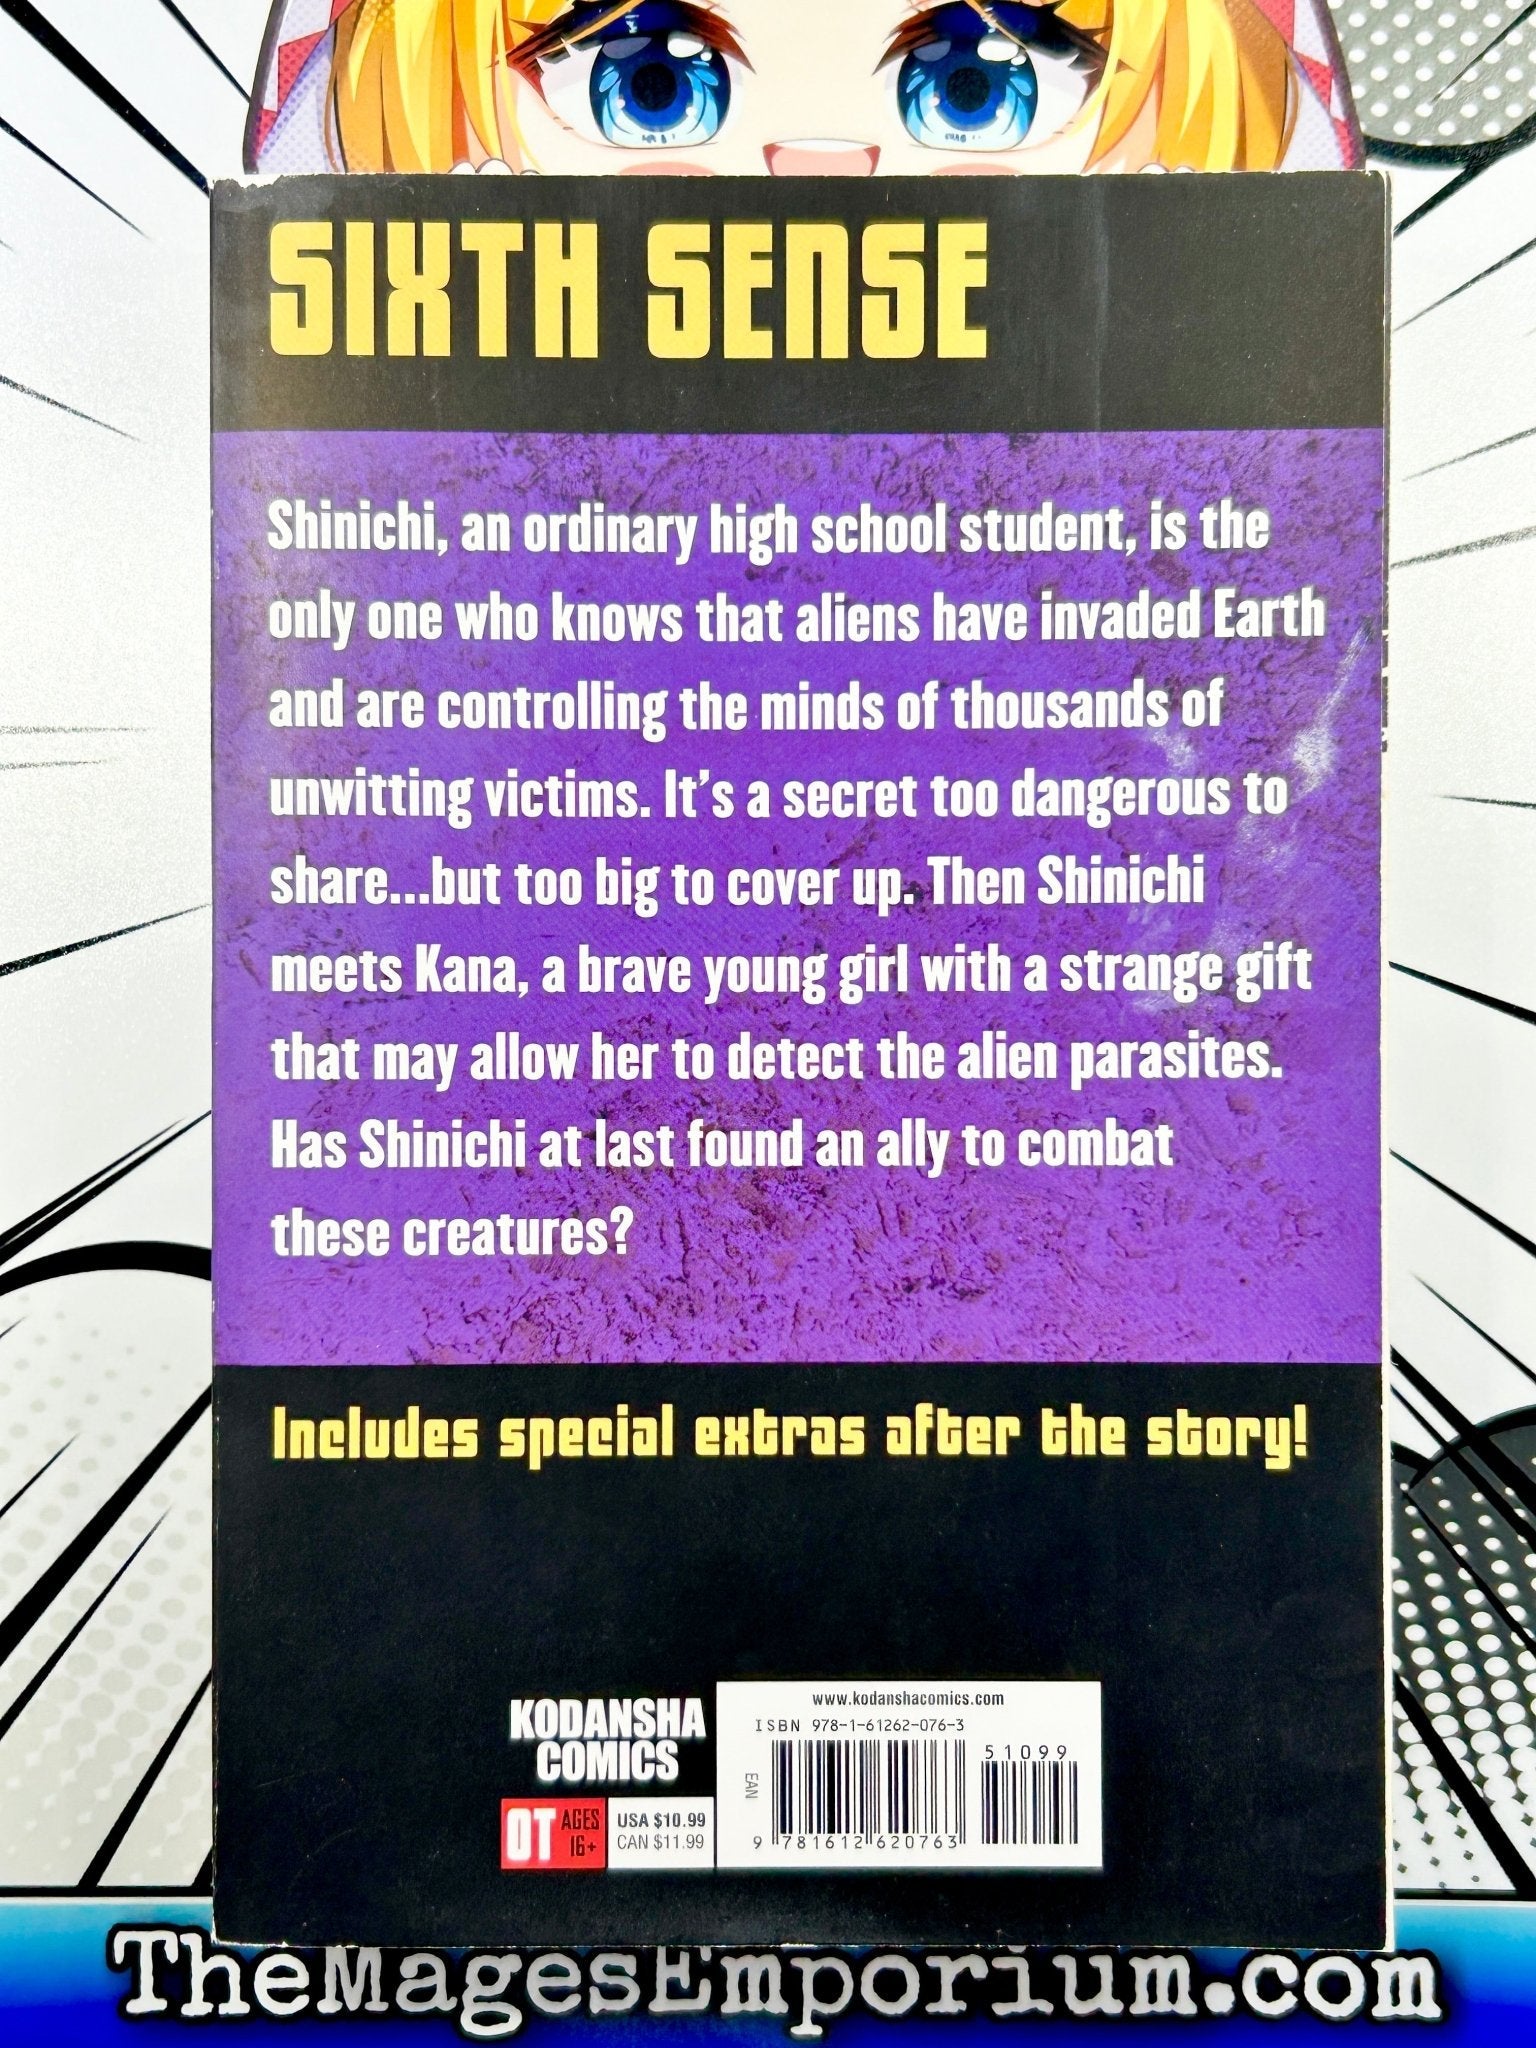 SIXTH SENSE
Shinichi, an ordinary high school student, is the
only one who knows that aliens have invaded Earth
and are controlling the minds of thousands of
unwitting victims. It's a secret too dangerous to
share...but too big to cover up. Then Shinichi
meets Kana, a brave young girl with a strange gift
that may allow her to detect the alien parasites.
Has Shinichi at last found an ally to combat
these creatures?
Includes special extras after the story!
KODANSHA
COMICS
OT AGES 16+
USA $10.99
CAN $11.99
www.kodanshacomics.com
ISBN 978-1-61262-076-3
51099
EAN
9 781612 620763
TheMagesEmporium.com